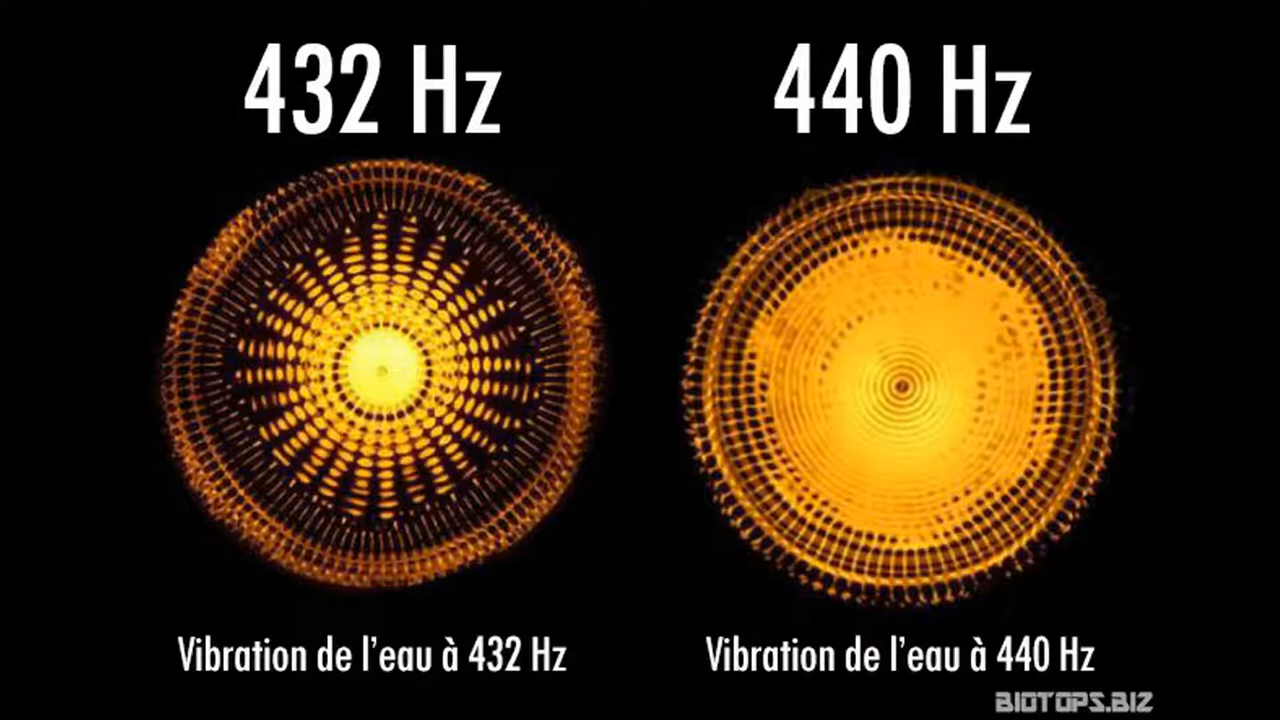 432 Hz
440 Hz
Vibration de l'eau à 432 Hz
Vibration de l'eau à 440 Hz
BIOTOPS.BIZ